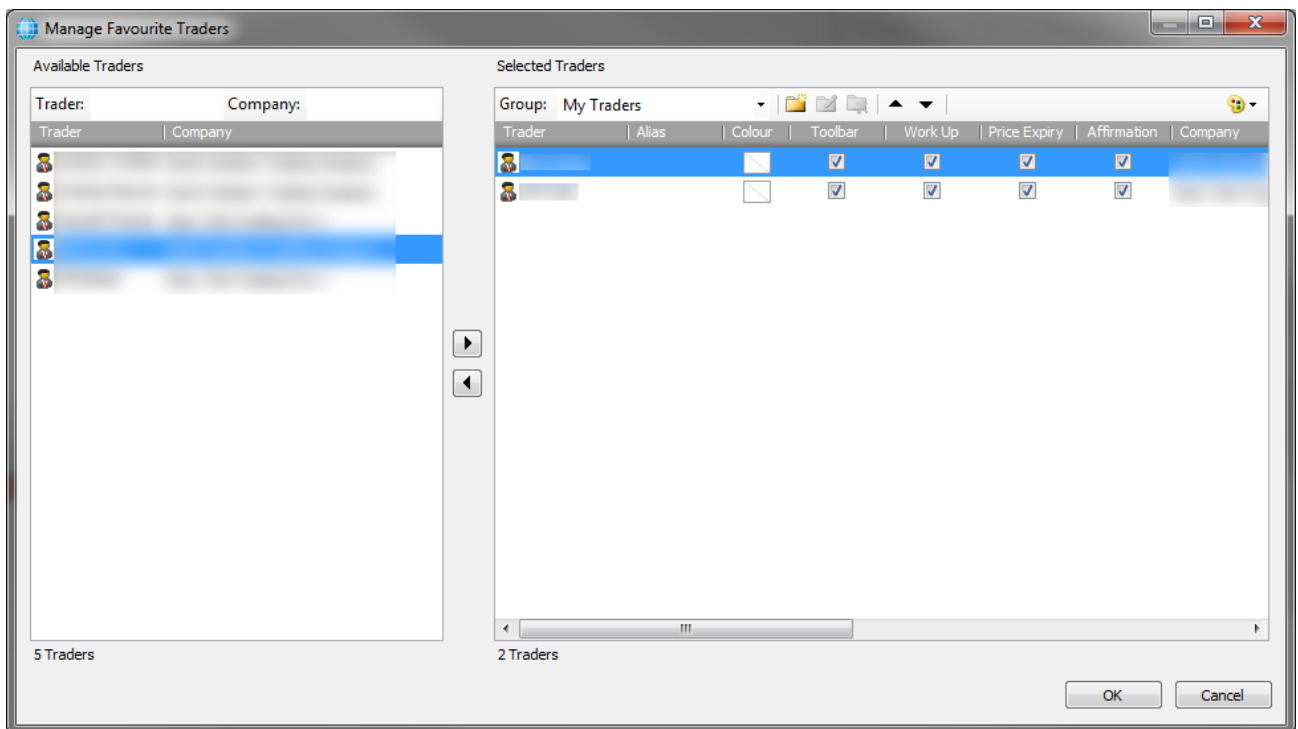 Manage Favourite Traders
Available Traders
Selected Traders
Trader: Company:
Group: My Traders
Trader Company
Trader Alias Colour Toolbar Work Up Price Expiry Affirmation Company
5 Traders
2 Traders
OK Cancel